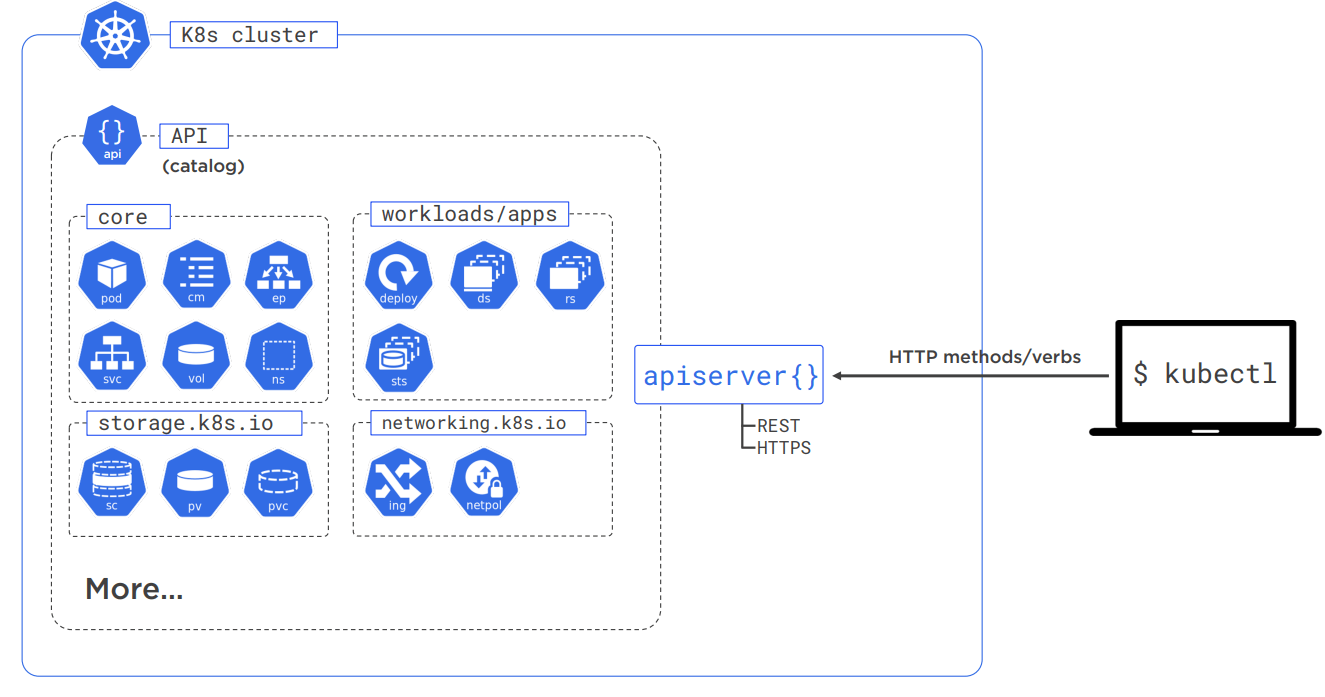 K8s cluster
{}
api
API
(catalog)
core
pod
cm
ep
svc
vol
ns
workloads/apps
deploy
ds
rs
sts
storage.k8s.io
sc
pv
pvc
networking.k8s.io
ing
netpol
More...
apiserver{}
REST
HTTPS
HTTP methods/verbs
$ kubectl